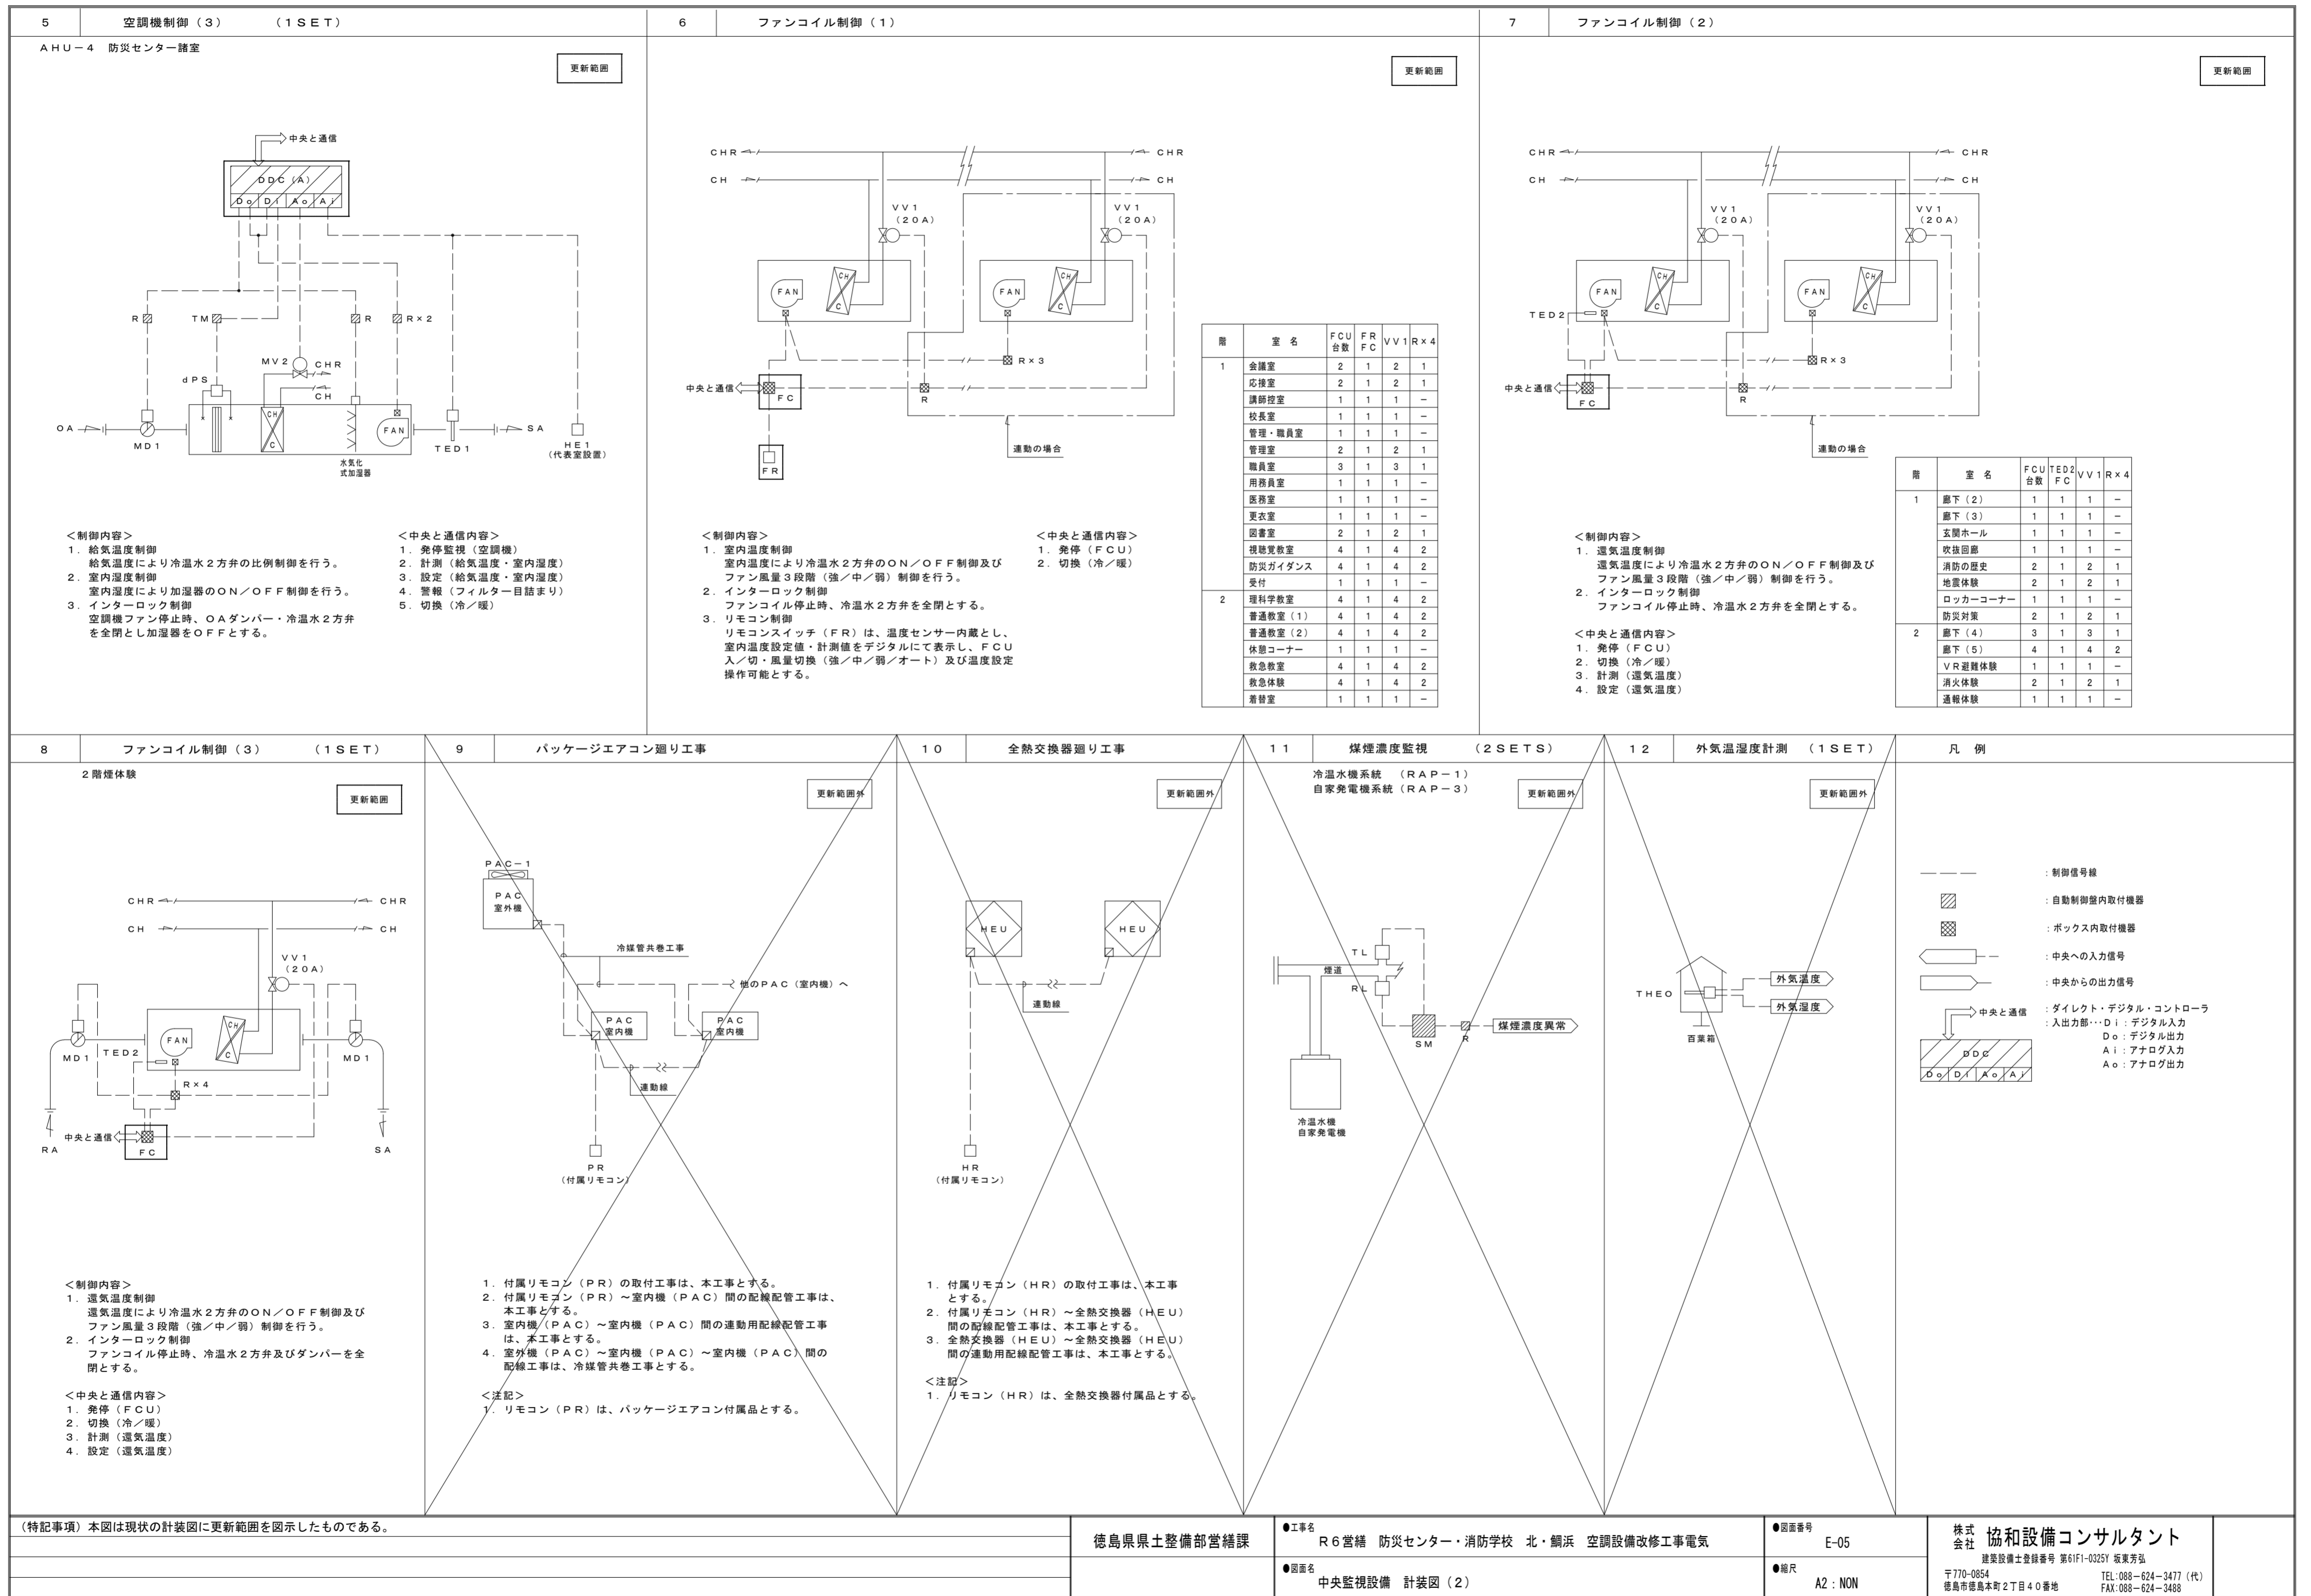 5 空調機制御（3） （1SET）
AHU－4 防災センター諸室
更新範囲
中央と通信
DDC（A）
Do Di Ao Ai
R TM R R×2
MV2 CHR
CH
dPS
CH
C
FAN
OA SA
MD1 TED1 HE1
（代表室設置）
水気化
式加湿器
＜制御内容＞
1．給気温度制御
給気温度により冷温水2方弁の比例制御を行う。
2．室内湿度制御
室内湿度により加湿器のON／OFF制御を行う。
3．インターロック制御
空調機ファン停止時、OAダンパー・冷温水2方弁
を全閉とし加湿器をOFFとする。
＜中央と通信内容＞
1．発停監視（空調機）
2．計測（給気温度・室内湿度）
3．設定（給気温度・室内湿度）
4．警報（フィルター目詰まり）
5．切換（冷／暖）
6 ファンコイル制御（1）
更新範囲
CHR CHR
CH CH
VV1 VV1
（20A） （20A）
FAN CH C FAN CH C
R×3
中央と通信 FC R
連動の場合
FR
＜制御内容＞
1．室内温度制御
室内温度により冷温水2方弁のON／OFF制御及び
ファン風量3段階（強／中／弱）制御を行う。
2．インターロック制御
ファンコイル停止時、冷温水2方弁を全閉とする。
3．リモコン制御
リモコンスイッチ（FR）は、温度センサー内蔵とし、
室内温度設定値・計測値をデジタルにて表示し、FCU
入／切・風量切換（強／中／弱／オート）及び温度設定
操作可能とする。
＜中央と通信内容＞
1．発停（FCU）
2．切換（冷／暖）
階 室 名 FCU台数 FR FC VV1 R×4
1 会議室 2 1 2 1
応接室 2 1 2 1
講師控室 1 1 1 －
校長室 1 1 1 －
管理・職員室 1 1 1 －
管理室 2 1 2 1
職員室 3 1 3 1
用務員室 1 1 1 －
医務室 1 1 1 －
更衣室 1 1 1 －
図書室 2 1 2 1
視聴覚教室 4 1 4 2
防災ガイダンス 4 1 4 2
受付 1 1 1 －
2 理科学教室 4 1 4 2
普通教室（1） 4 1 4 2
普通教室（2） 4 1 4 2
休憩コーナー 1 1 1 －
救急教室 4 1 4 2
救急体験 4 1 4 2
着替室 1 1 1 －
7 ファンコイル制御（2）
更新範囲
CHR CHR
CH CH
VV1 VV1
（20A） （20A）
FAN CH C FAN CH C
TED2
R×3
中央と通信 FC R
連動の場合
＜制御内容＞
1．還気温度制御
還気温度により冷温水2方弁のON／OFF制御及び
ファン風量3段階（強／中／弱）制御を行う。
2．インターロック制御
ファンコイル停止時、冷温水2方弁を全閉とする。
＜中央と通信内容＞
1．発停（FCU）
2．切換（冷／暖）
3．計測（還気温度）
4．設定（還気温度）
階 室 名 FCU台数 TED2 FC VV1 R×4
1 廊下（2） 1 1 1 －
廊下（3） 1 1 1 －
玄関ホール 1 1 1 －
吹抜回廊 1 1 1 －
消防の歴史 2 1 2 1
地震体験 2 1 2 1
ロッカーコーナー 1 1 1 －
防災対策 2 1 2 1
2 廊下（4） 3 1 3 1
廊下（5） 4 1 4 2
VR避難体験 1 1 1 －
消火体験 2 1 2 1
通報体験 1 1 1 －
8 ファンコイル制御（3） （1SET）
2階煙体験
更新範囲
CHR CHR
CH CH
VV1
（20A）
FAN CH C
MD1 TED2 MD1
R×4
中央と通信 FC
RA SA
＜制御内容＞
1．還気温度制御
還気温度により冷温水2方弁のON／OFF制御及び
ファン風量3段階（強／中／弱）制御を行う。
2．インターロック制御
ファンコイル停止時、冷温水2方弁及びダンパーを全
閉とする。
＜中央と通信内容＞
1．発停（FCU）
2．切換（冷／暖）
3．計測（還気温度）
4．設定（還気温度）
9 パッケージエアコン廻り工事
更新範囲外
PAC－1
PAC
室外機
冷媒管共巻工事
他のPAC（室内機）へ
PAC
室内機
PAC
室内機
連動線
PR
（付属リモコン）
1．付属リモコン（PR）の取付工事は、本工事とする。
2．付属リモコン（PR）～室内機（PAC）間の配線配管工事は、
本工事とする。
3．室内機（PAC）～室内機（PAC）間の連動用配線配管工事
は、本工事とする。
4．室外機（PAC）～室内機（PAC）～室内機（PAC）間の
配線工事は、冷媒管共巻工事とする。
＜注記＞
1．リモコン（PR）は、パッケージエアコン付属品とする。
10 全熱交換器廻り工事
更新範囲外
HEU HEU
連動線
HR
（付属リモコン）
1．付属リモコン（HR）の取付工事は、本工事
とする。
2．付属リモコン（HR）～全熱交換器（HEU）
間の配線配管工事は、本工事とする。
3．全熱交換器（HEU）～全熱交換器（HEU）
間の連動用配線配管工事は、本工事とする。
＜注記＞
1．リモコン（HR）は、全熱交換器付属品とする。
11 煤煙濃度監視 （2SETS）
冷温水機系統 （RAP－1）
自家発電機系統（RAP－3）
更新範囲外
TL
煙道
RL
SM R 煤煙濃度異常
冷温水機
自家発電機
12 外気温湿度計測 （1SET）
更新範囲外
THEO 外気温度
外気湿度
百葉箱
凡 例
：制御信号線
：自動制御盤内取付機器
：ボックス内取付機器
：中央への入力信号
：中央からの出力信号
中央と通信 ：ダイレクト・デジタル・コントローラ
：入出力部…Di：デジタル入力
Do：デジタル出力
Ai：アナログ入力
Ao：アナログ出力
DDC
Do Di Ao Ai
（特記事項）本図は現状の計装図に更新範囲を図示したものである。
徳島県県土整備部営繕課
●工事名
R6営繕 防災センター・消防学校 北・鯛浜 空調設備改修工事電気
●図面名
中央監視設備 計装図（2）
●図面番号
E-05
●縮尺
A2：NON
株式会社 協和設備コンサルタント
建築設備士登録番号 第61F1-0325Y 坂東芳弘
〒770-0854
徳島市徳島本町2丁目40番地
TEL:088－624－3477（代）
FAX:088－624－3488